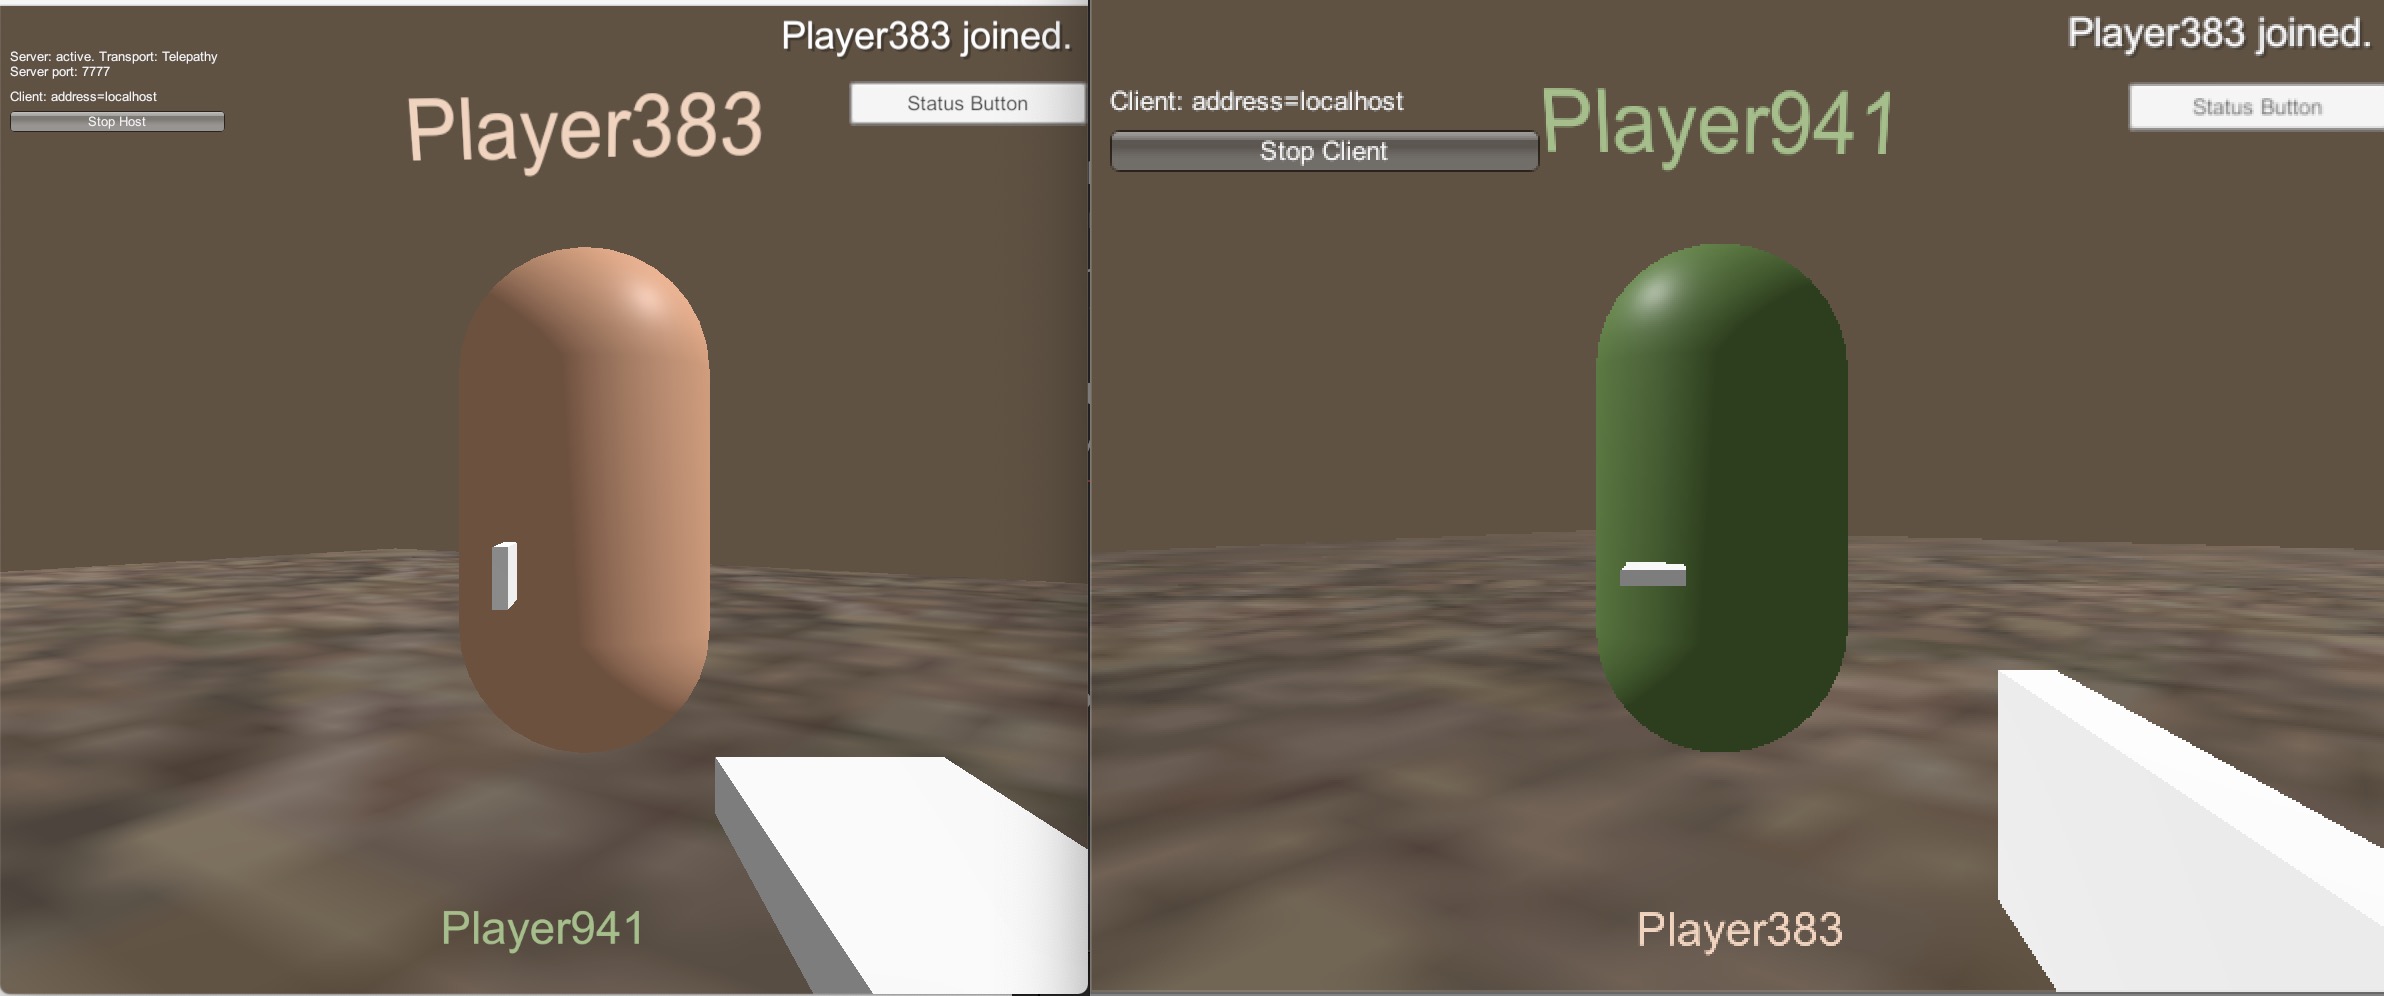 Player383 joined.
Server: active. Transport: Telepathy
Server port: 7777
Client: address=localhost
Stop Host
Status Button
Player383
Player941
Player383 joined.
Client: address=localhost
Stop Client
Player941
Status Button
Player383